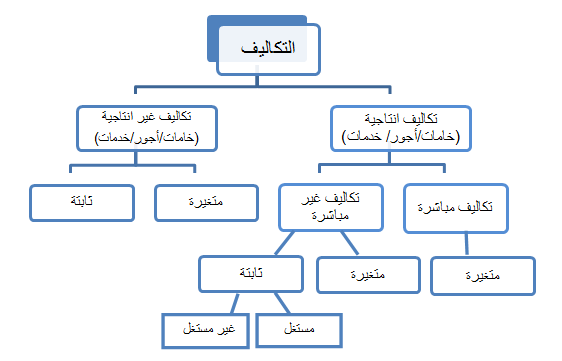 التكاليف
تكاليف انتاجية
(خامات/أجور/ خدمات)
تكاليف غير انتاجية
(خامات/أجور/خدمات)
تكاليف مباشرة
تكاليف غير
مباشرة
متغيرة
ثابتة
متغيرة
متغيرة
ثابتة
مستغل
غير مستغل